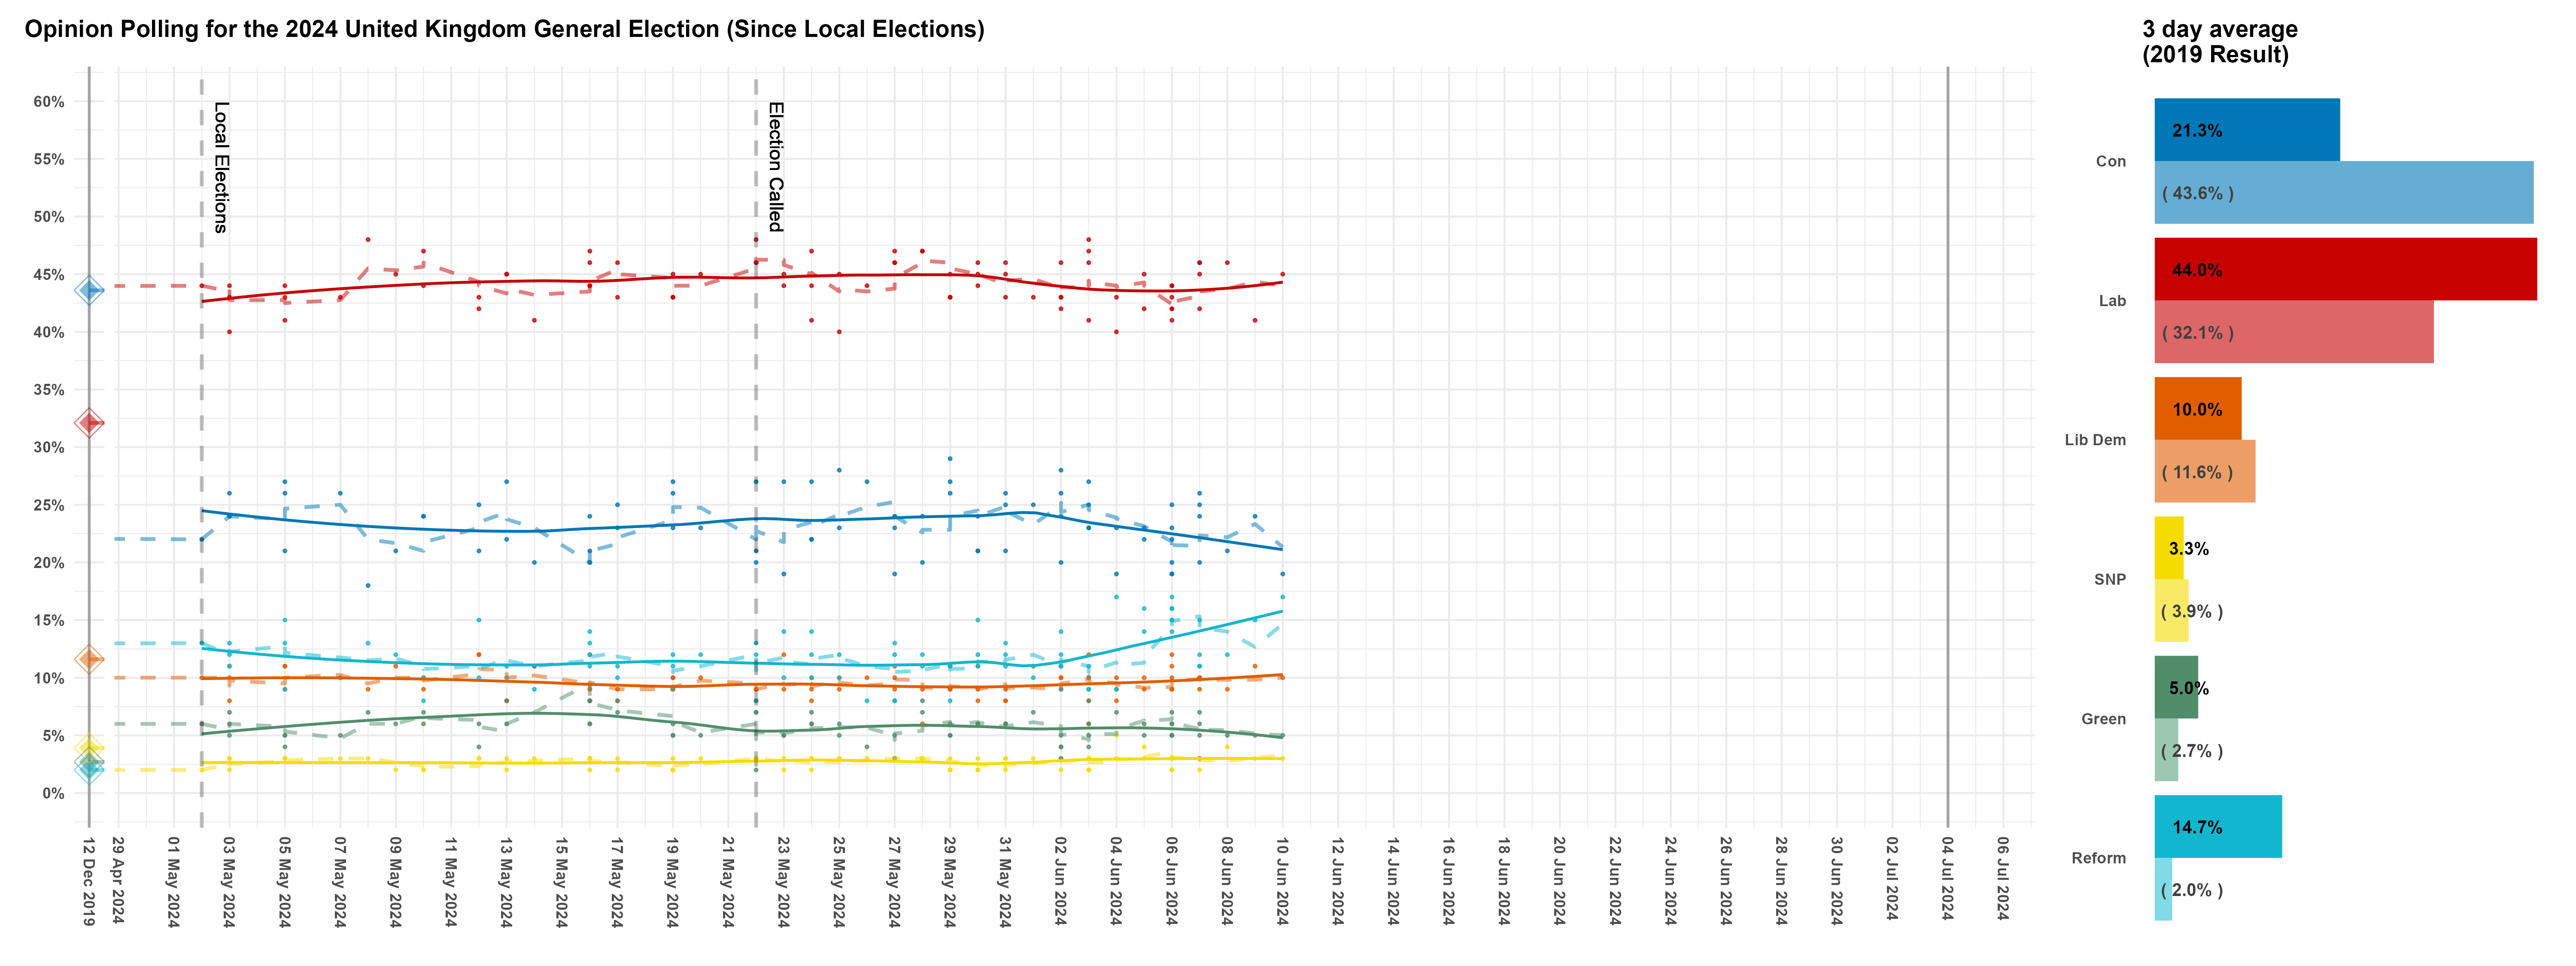 Opinion Polling for the 2024 United Kingdom General Election (Since Local Elections)
3 day average
(2019 Result)
60%
55%
50%
45%
40%
35%
30%
25%
20%
15%
10%
5%
0%
Local Elections
Election Called
12 Dec 2019
29 Apr 2024
01 May 2024
03 May 2024
05 May 2024
07 May 2024
09 May 2024
11 May 2024
13 May 2024
15 May 2024
17 May 2024
19 May 2024
21 May 2024
23 May 2024
25 May 2024
27 May 2024
29 May 2024
31 May 2024
02 Jun 2024
04 Jun 2024
06 Jun 2024
08 Jun 2024
10 Jun 2024
12 Jun 2024
14 Jun 2024
16 Jun 2024
18 Jun 2024
20 Jun 2024
22 Jun 2024
24 Jun 2024
26 Jun 2024
28 Jun 2024
30 Jun 2024
02 Jul 2024
04 Jul 2024
06 Jul 2024
Con
21.3%
( 43.6% )
Lab
44.0%
( 32.1% )
Lib Dem
10.0%
( 11.6% )
SNP
3.3%
( 3.9% )
Green
5.0%
( 2.7% )
Reform
14.7%
( 2.0% )